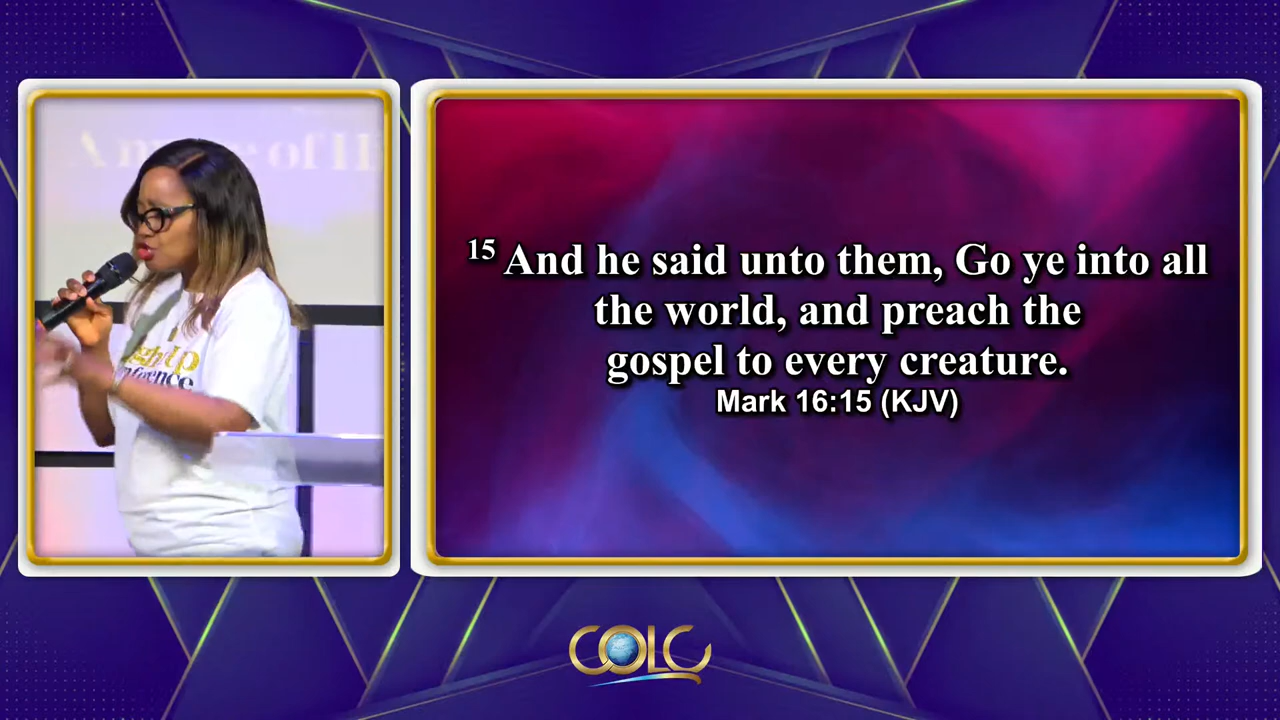 of
15 And he said unto them, Go ye into all
the world, and preach the
gospel to every creature.
Mark 16:15 (KJV)
COLC